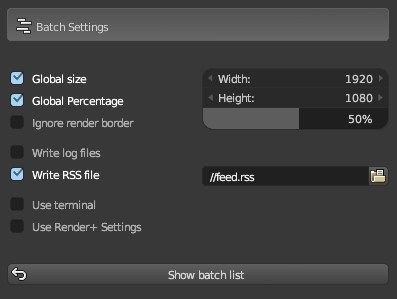 Batch Settings
Global size
Width: 1920
Global Percentage
Height: 1080
Ignore render border
50%
Write log files
Write RSS file
//feed.rss
Use terminal
Use Render+ Settings
Show batch list